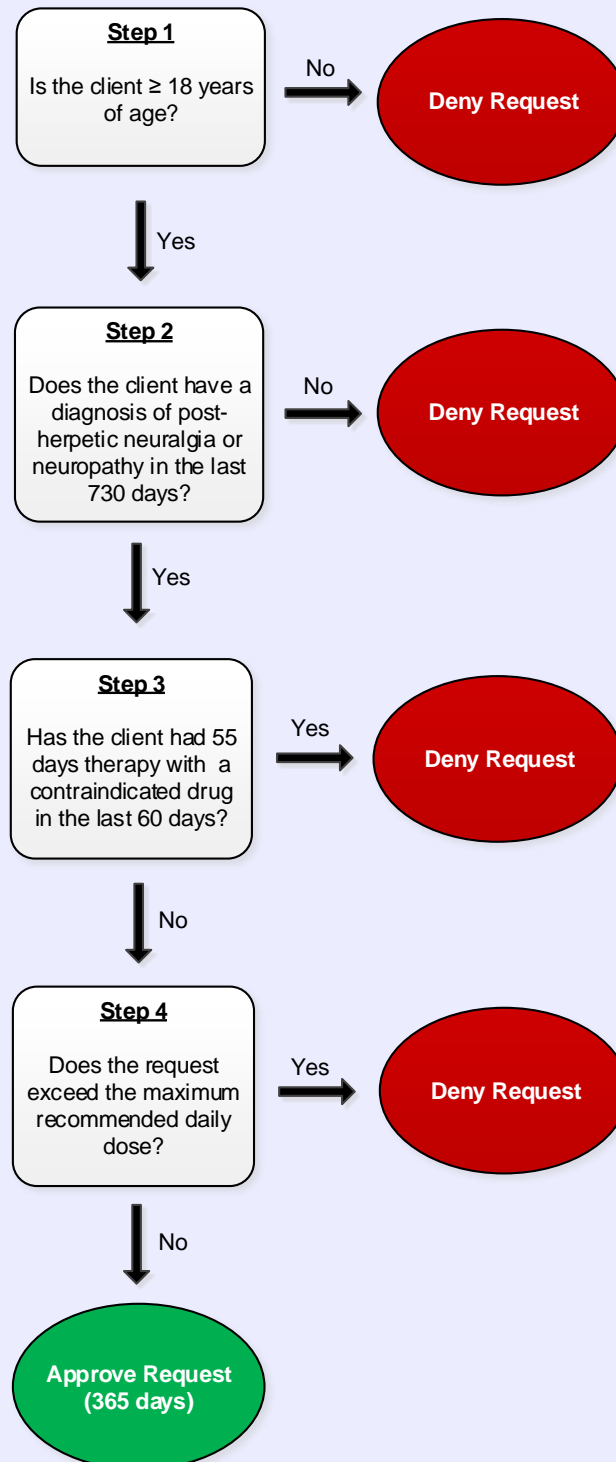 Step 1
Is the client ≥ 18 years
of age?
No
Deny Request
Yes
Step 2
Does the client have a
diagnosis of post-
herpetic neuralgia or
neuropathy in the last
730 days?
No
Deny Request
Yes
Step 3
Has the client had 55
days therapy with a
contraindicated drug
in the last 60 days?
Yes
Deny Request
No
Step 4
Does the request
exceed the maximum
recommended daily
dose?
Yes
Deny Request
No
Approve Request
(365 days)